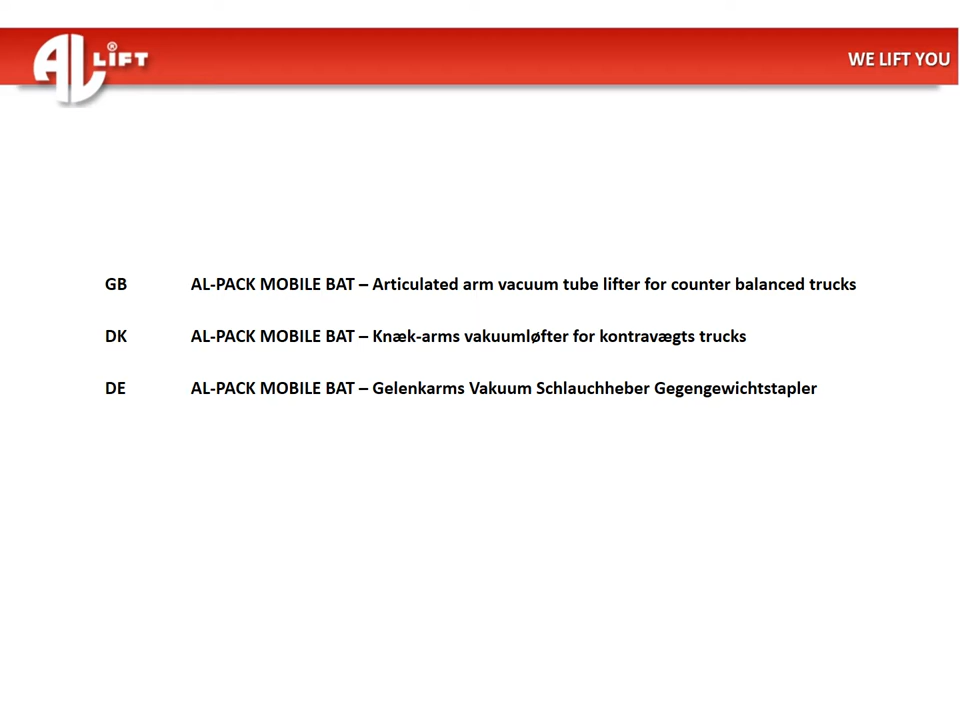 AL LIFT ®
WE LIFT YOU
GB AL-PACK MOBILE BAT – Articulated arm vacuum tube lifter for counter balanced trucks
DK AL-PACK MOBILE BAT – Knæk-arms vakuumløfter for kontravægts trucks
DE AL-PACK MOBILE BAT – Gelenkarms Vakuum Schlauchheber Gegengewichtstapler